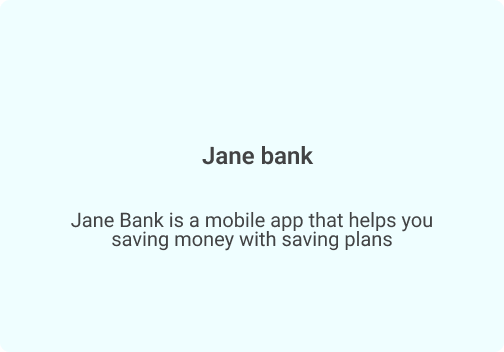 Jane bank
Jane Bank is a mobile app that helps you
saving money with saving plans